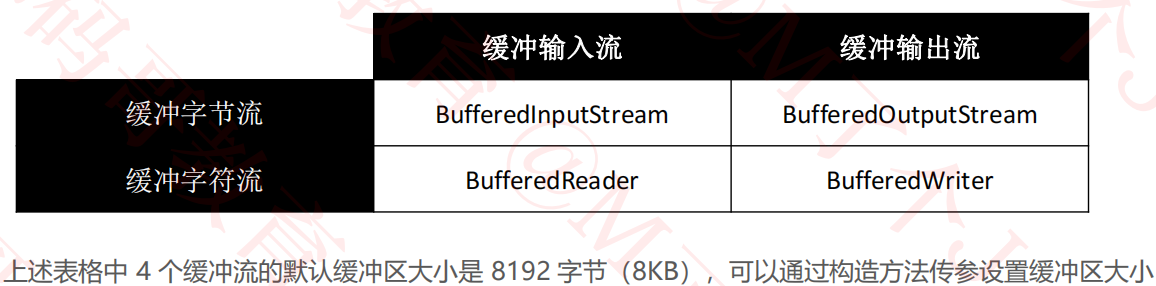 缓冲输入流 缓冲输出流
缓冲字节流 BufferedInputStream BufferedOutputStream
缓冲字符流 BufferedReader BufferedWriter
上述表格中 4 个缓冲流的默认缓冲区大小是 8192 字节（8KB），可以通过构造方法传参设置缓冲区大小